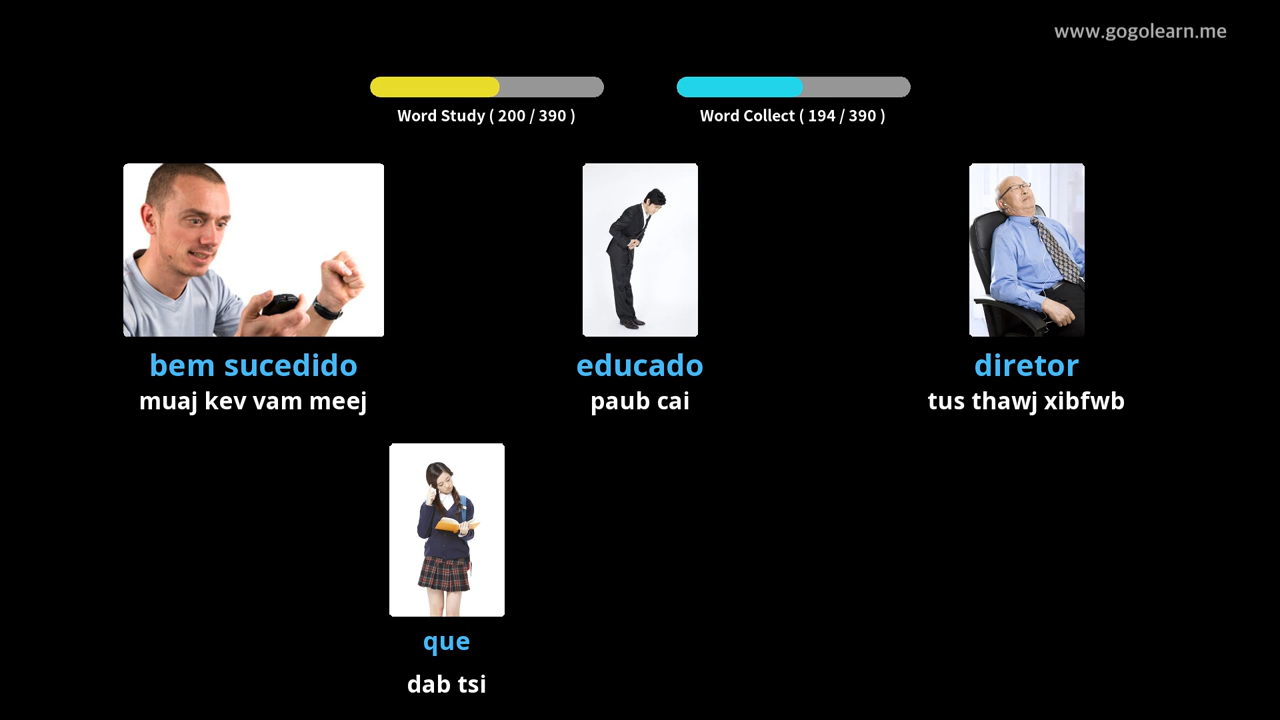 www.gogolearn.me
Word Study ( 200 / 390 )
Word Collect ( 194 / 390 )
bem sucedido
muaj kev vam meej
educado
paub cai
diretor
tus thawj xibfwb
que
dab tsi